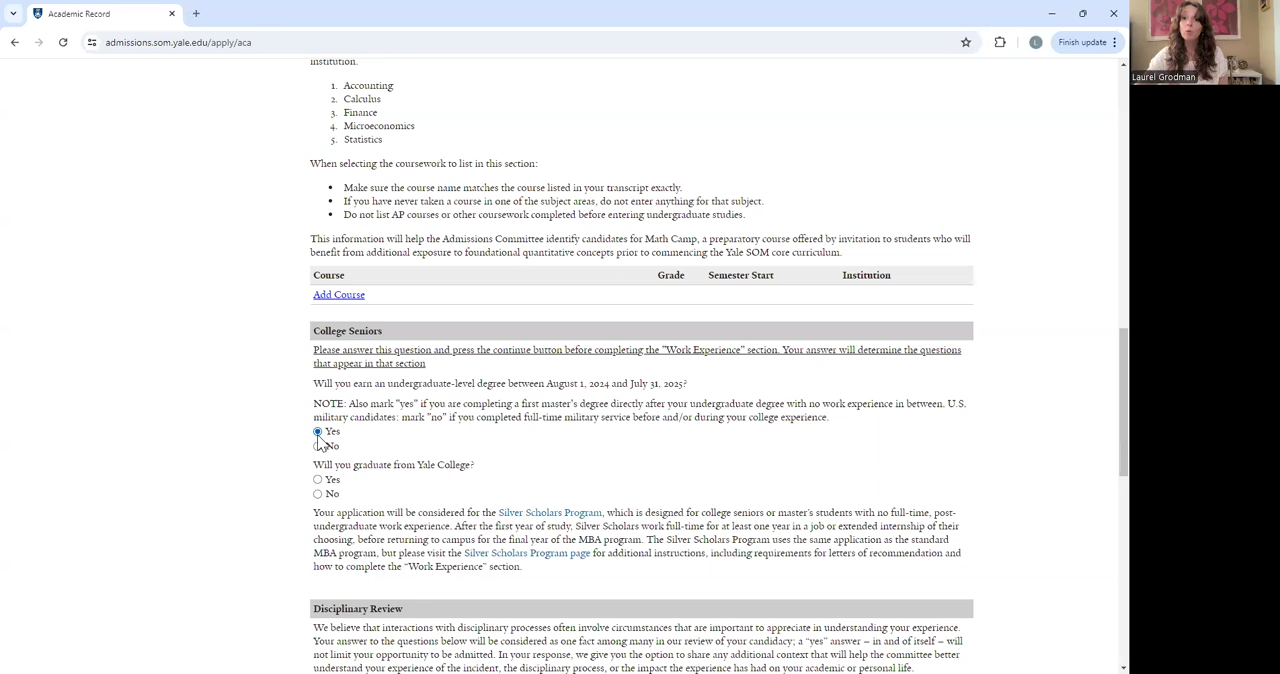 Academic Record
admissions.som.yale.edu/apply/aca
L
Finish update
Laurel Grodman
institution.
1. Accounting
2. Calculus
3. Finance
4. Microeconomics
5. Statistics
When selecting the coursework to list in this section:
• Make sure the course name matches the course listed in your transcript exactly.
• If you have never taken a course in one of the subject areas, do not enter anything for that subject.
• Do not list AP courses or other coursework completed before entering undergraduate studies.
This information will help the Admissions Committee identify candidates for Math Camp, a preparatory course offered by invitation to students who will
benefit from additional exposure to foundational quantitative concepts prior to commencing the Yale SOM core curriculum.
Course Grade Semester Start Institution
Add Course
College Seniors
Please answer this question and press the continue button before completing the "Work Experience" section. Your answer will determine the questions
that appear in that section
Will you earn an undergraduate-level degree between August 1, 2024 and July 31, 2025?
NOTE: Also mark "yes" if you are completing a first master's degree directly after your undergraduate degree with no work experience in between. U.S.
military candidates: mark "no" if you completed full-time military service before and/or during your college experience.
Yes
No
Will you graduate from Yale College?
Yes
No
Your application will be considered for the Silver Scholars Program, which is designed for college seniors or master's students with no full-time, post-
undergraduate work experience. After the first year of study, Silver Scholars work full-time for at least one year in a job or extended internship of their
choosing, before returning to campus for the final year of the MBA program. The Silver Scholars Program uses the same application as the standard
MBA program, but please visit the Silver Scholars Program page for additional instructions, including requirements for letters of recommendation and
how to complete the “Work Experience” section.
Disciplinary Review
We believe that interactions with disciplinary processes often involve circumstances that are important to appreciate in understanding your experience.
Your answer to the questions below will be considered as one fact among many in our review of your candidacy; a “yes” answer – in and of itself – will
not limit your opportunity to be admitted. In your response, we give you the option to share any additional context that will help the committee better
understand your experience of the incident, the disciplinary process, or the impact the experience has had on your academic or personal life.